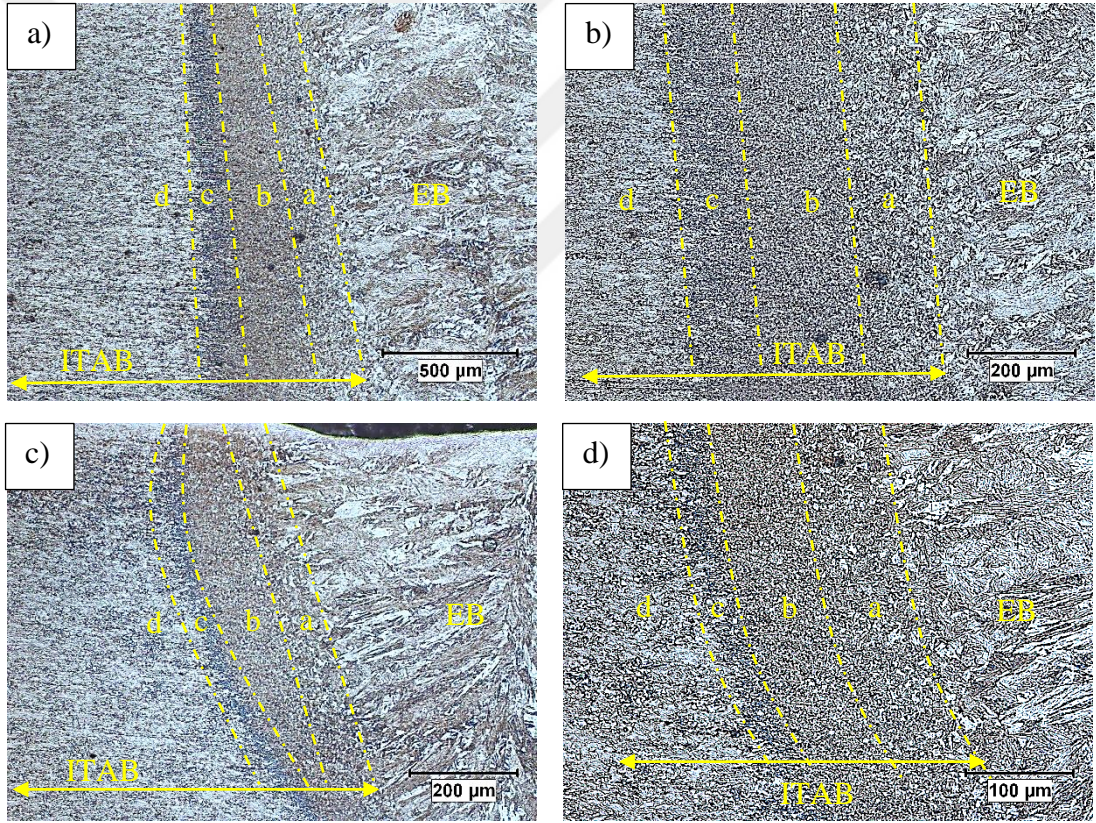 a)
d c b a EB
ITAB
500 µm
b)
d c b a EB
ITAB
200 µm
c)
d c b a EB
ITAB
200 µm
d)
d c b a EB
ITAB
100 µm